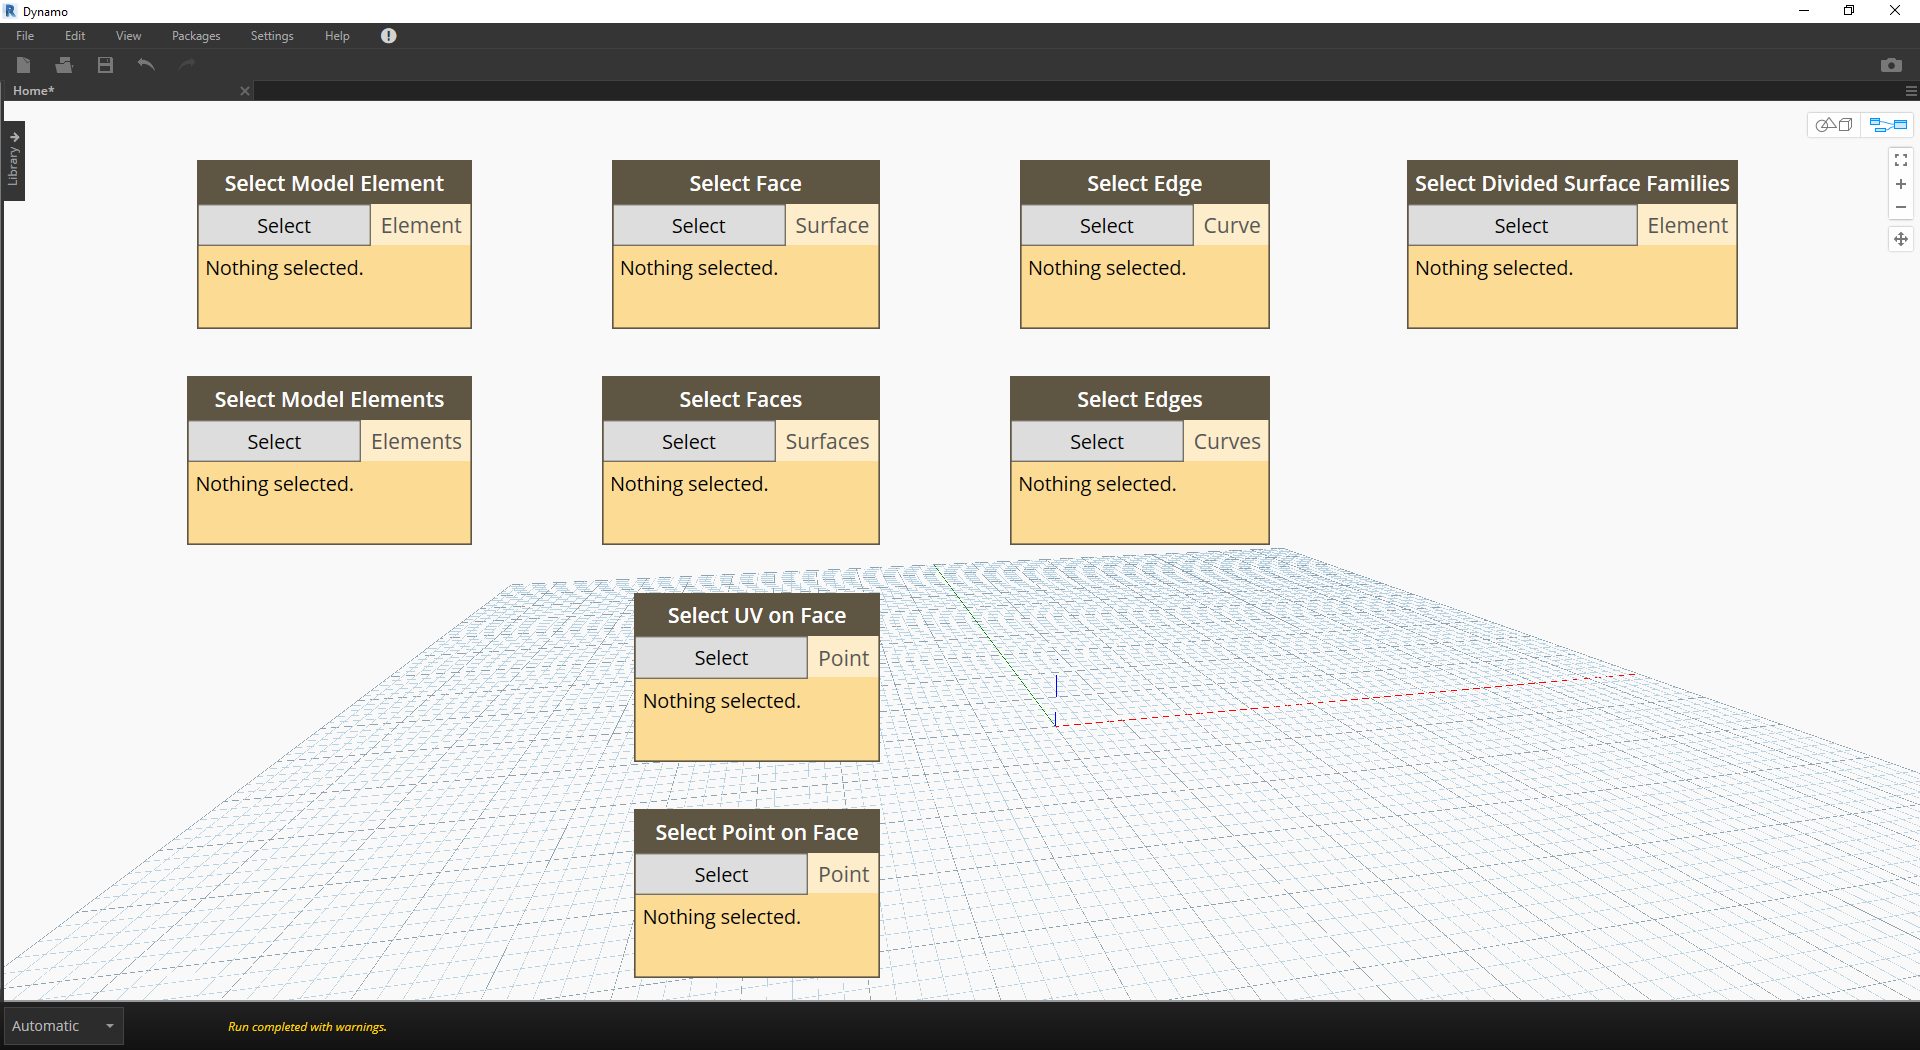 Dynamo
File Edit View Packages Settings Help
Home*
Library
Select Model Element
Select Element
Nothing selected.
Select Face
Select Surface
Nothing selected.
Select Edge
Select Curve
Nothing selected.
Select Divided Surface Families
Select Element
Nothing selected.
Select Model Elements
Select Elements
Nothing selected.
Select Faces
Select Surfaces
Nothing selected.
Select Edges
Select Curves
Nothing selected.
Select UV on Face
Select Point
Nothing selected.
Select Point on Face
Select Point
Nothing selected.
Automatic
Run completed with warnings.